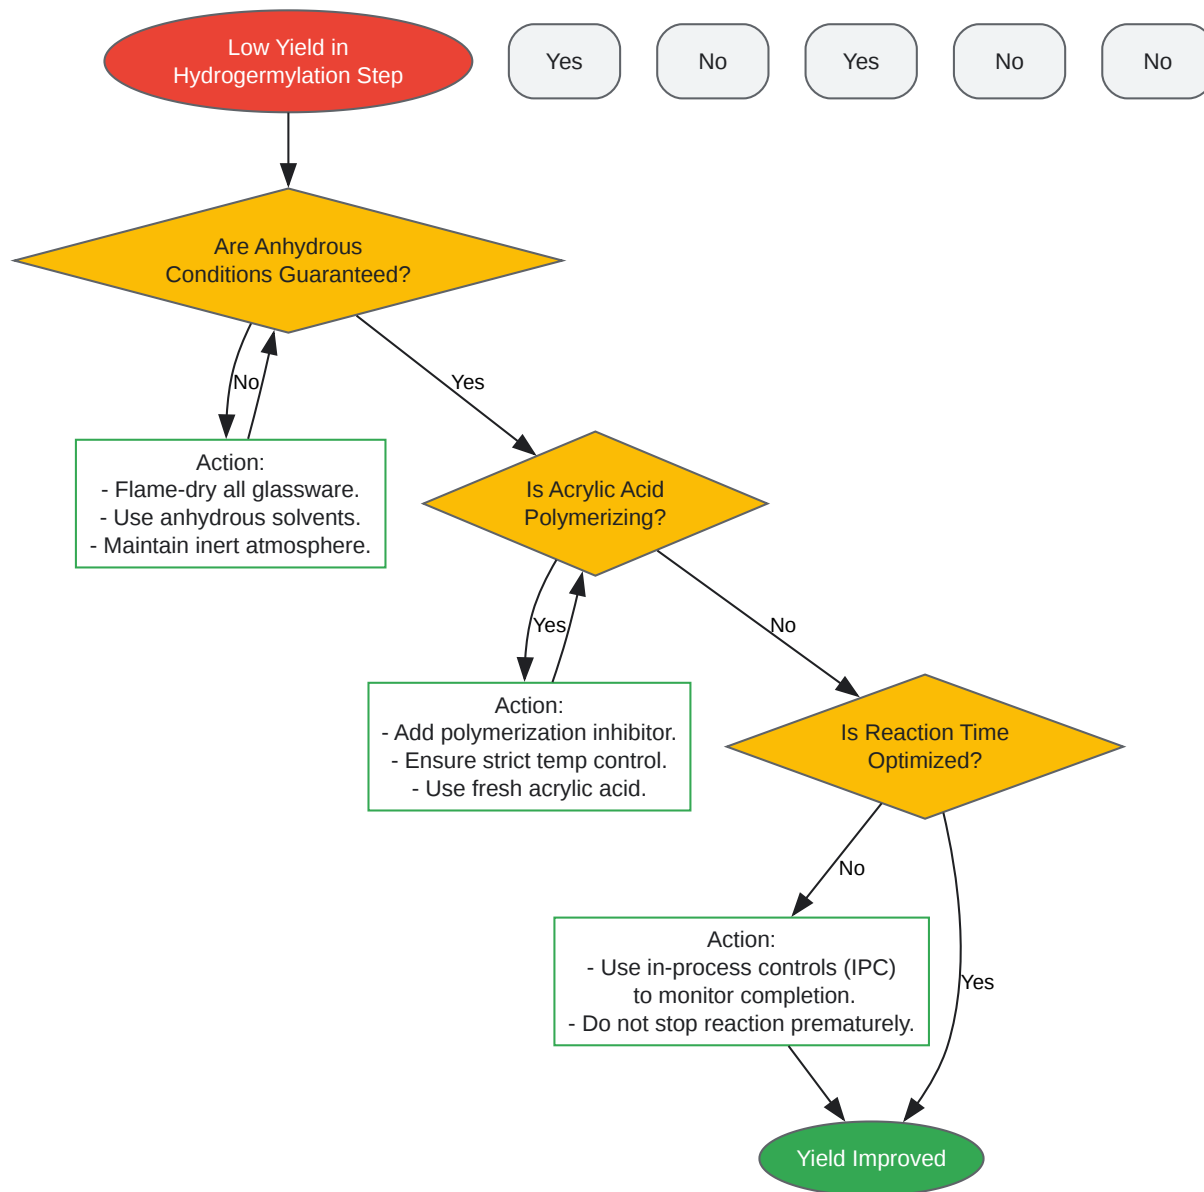 Low Yield in
Hydrogermylation Step
Yes
No
Yes
No
No
Are Anhydrous
Conditions Guaranteed?
No
Yes
Action:
- Flame-dry all glassware.
- Use anhydrous solvents.
- Maintain inert atmosphere.
Is Acrylic Acid
Polymerizing?
Yes
No
Action:
- Add polymerization inhibitor.
- Ensure strict temp control.
- Use fresh acrylic acid.
Is Reaction Time
Optimized?
No
Yes
Action:
- Use in-process controls (IPC)
to monitor completion.
- Do not stop reaction prematurely.
Yield Improved